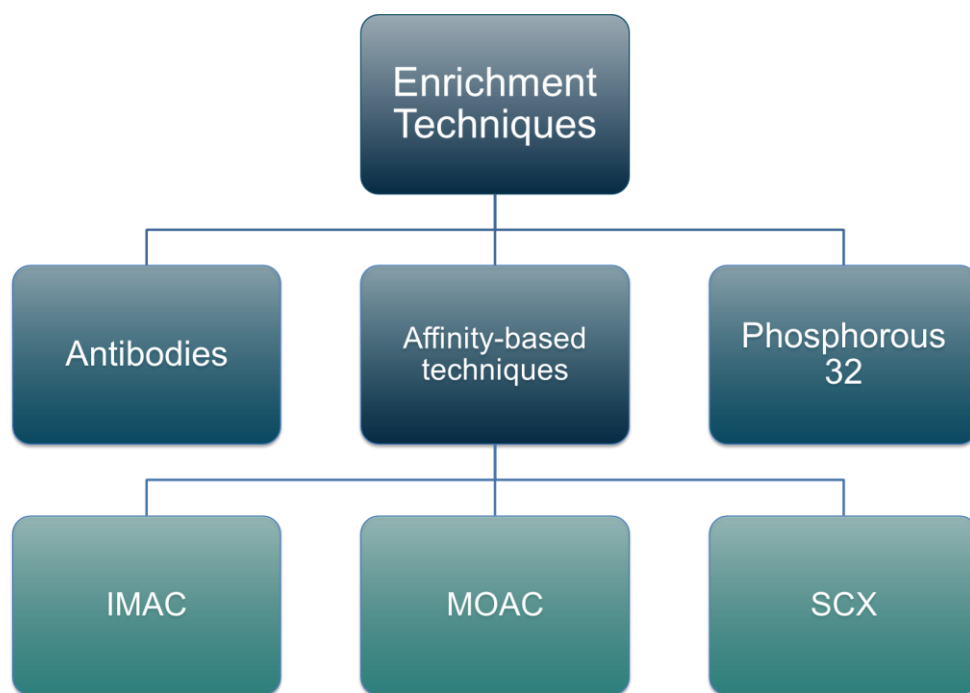 Enrichment
Techniques
Antibodies
Affinity-based
techniques
Phosphorous
32
IMAC
MOAC
SCX